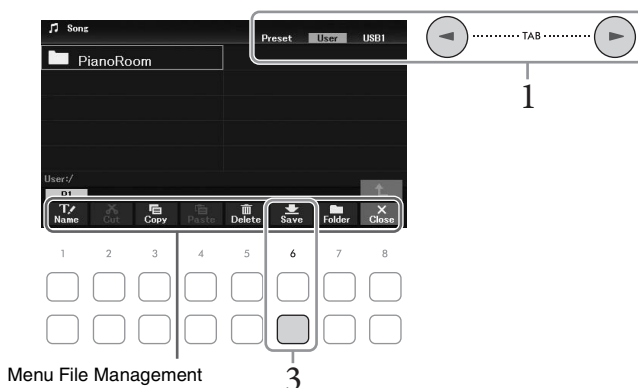 Song
Preset User USB1
TAB
PianoRoom
1
User:/
P1
Name Cut Copy Paste Delete Save Folder Close
1 2 3 4 5 6 7 8
Menu File Management
3